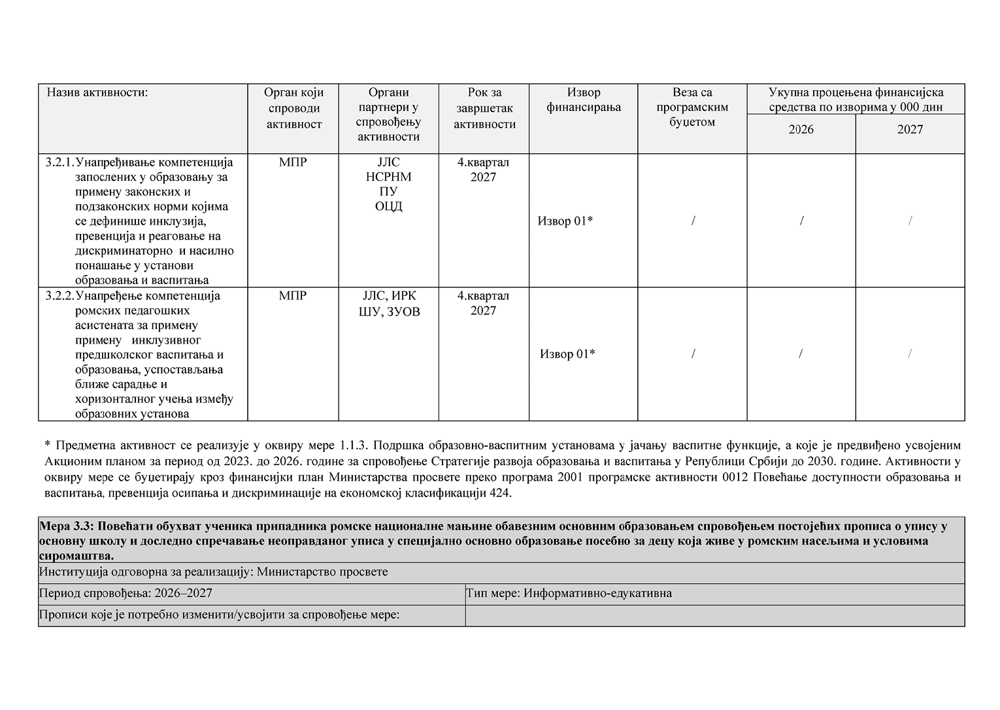 Назив активности:
Орган који
спроводи
активност
Органи
партнери у
спровођењу
активности
Рок за
завршетак
активности
Извор
финансирања
Веза са
програмским
буџетом
Укупна процењена финансијска
средства по изворима у 000 дин
2026
2027
3.2.1.Унапређивање компетенција
запослених у образовању за
примену законских и
подзаконских норми којима
се дефинише инклузија,
превенција и реаговање на
дискриминаторно и насилно
понашање у установи
образовања и васпитања
МПР
ЈЛС
НСРНМ
ПУ
ОЦД
4.квартал
2027
Извор 01*
/
/
/
3.2.2.Унапређење компетенција
ромских педагошких
асистената за примену
примену инклузивног
предшколског васпитања и
образовања, успостављања
ближе сарадње и
хоризонталног учења између
образовних установа
МПР
ЈЛС, ИРК
ШУ, ЗУОВ
4.квартал
2027
Извор 01*
/
/
/
* Предметна активност се реализује у оквиру мере 1.1.3. Подршка образовно-васпитним установама у јачању васпитне функције, а које је предвиђено усвојеним
Акционим планом за период од 2023. до 2026. године за спровођење Стратегије развоја образовања и васпитања у Републици Србији до 2030. године. Активности у
оквиру мере се буџетирају кроз финансијки план Министарства просвете преко програма 2001 програмске активности 0012 Повећање доступности образовања и
васпитања, превенција осипања и дискриминације на економској класификацији 424.
Мера 3.3: Повећати обухват ученика припадника ромске националне мањине обавезним основним образовањем спровођењем постојећих прописа о упису у
основну школу и доследно спречавање неоправданог уписа у специјално основно образовање посебно за децу која живе у ромским насељима и условима
сиромаштва.
Институција одговорна за реализацију: Министарство просвете
Период спровођења: 2026–2027
Тип мере: Информативно-едукативна
Прописи које је потребно изменити/усвојити за спровођење мере: